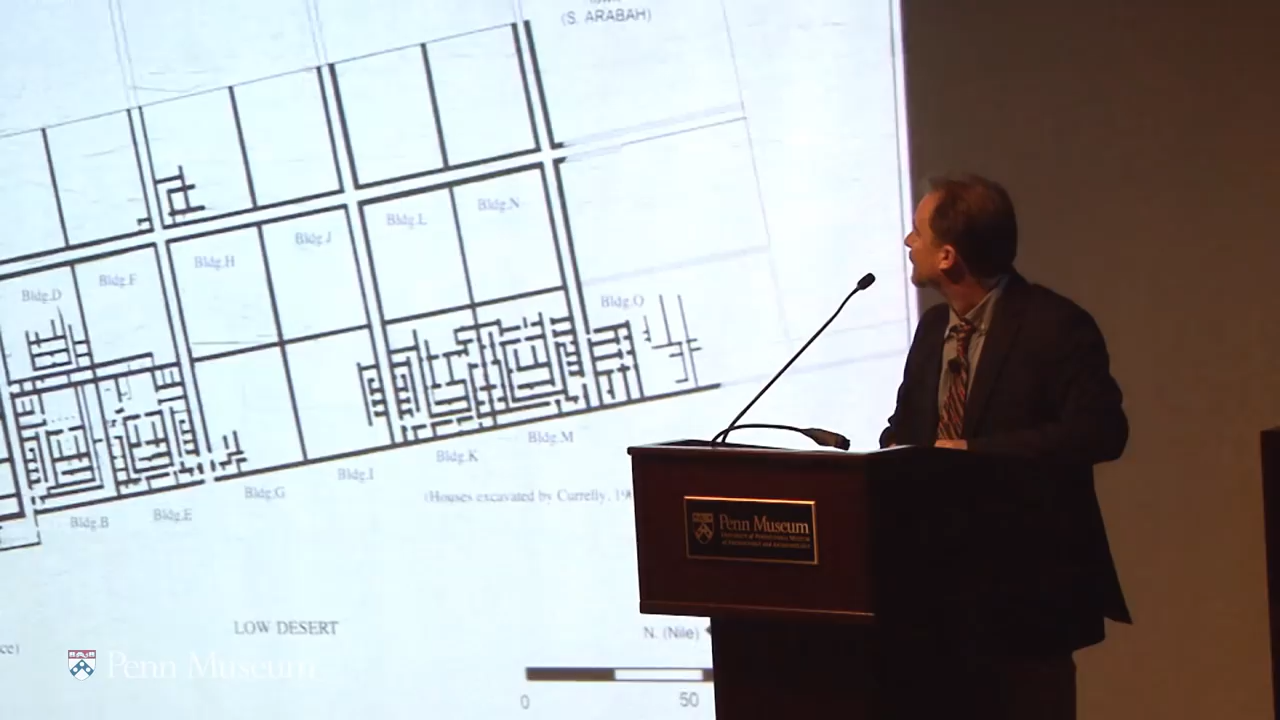 (S. ARABAH)
Bldg.L
Bldg.N
Bldg.J
Bldg.H
Bldg.F
Bldg.D
Bldg.O
Bldg.M
Bldg.K
Bldg.I
Bldg.G
Bldg.E
Bldg.B
(Houses excavated by Currelly, 19
LOW DESERT
N. (Nile)
0
50
Penn Museum
Penn Museum